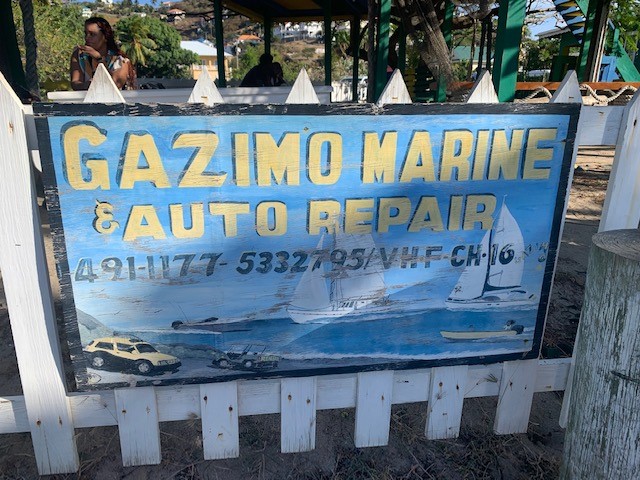 GAZIMO MARINE
& AUTO REPAIR
491-1177- 5332795/VHF-CH-16